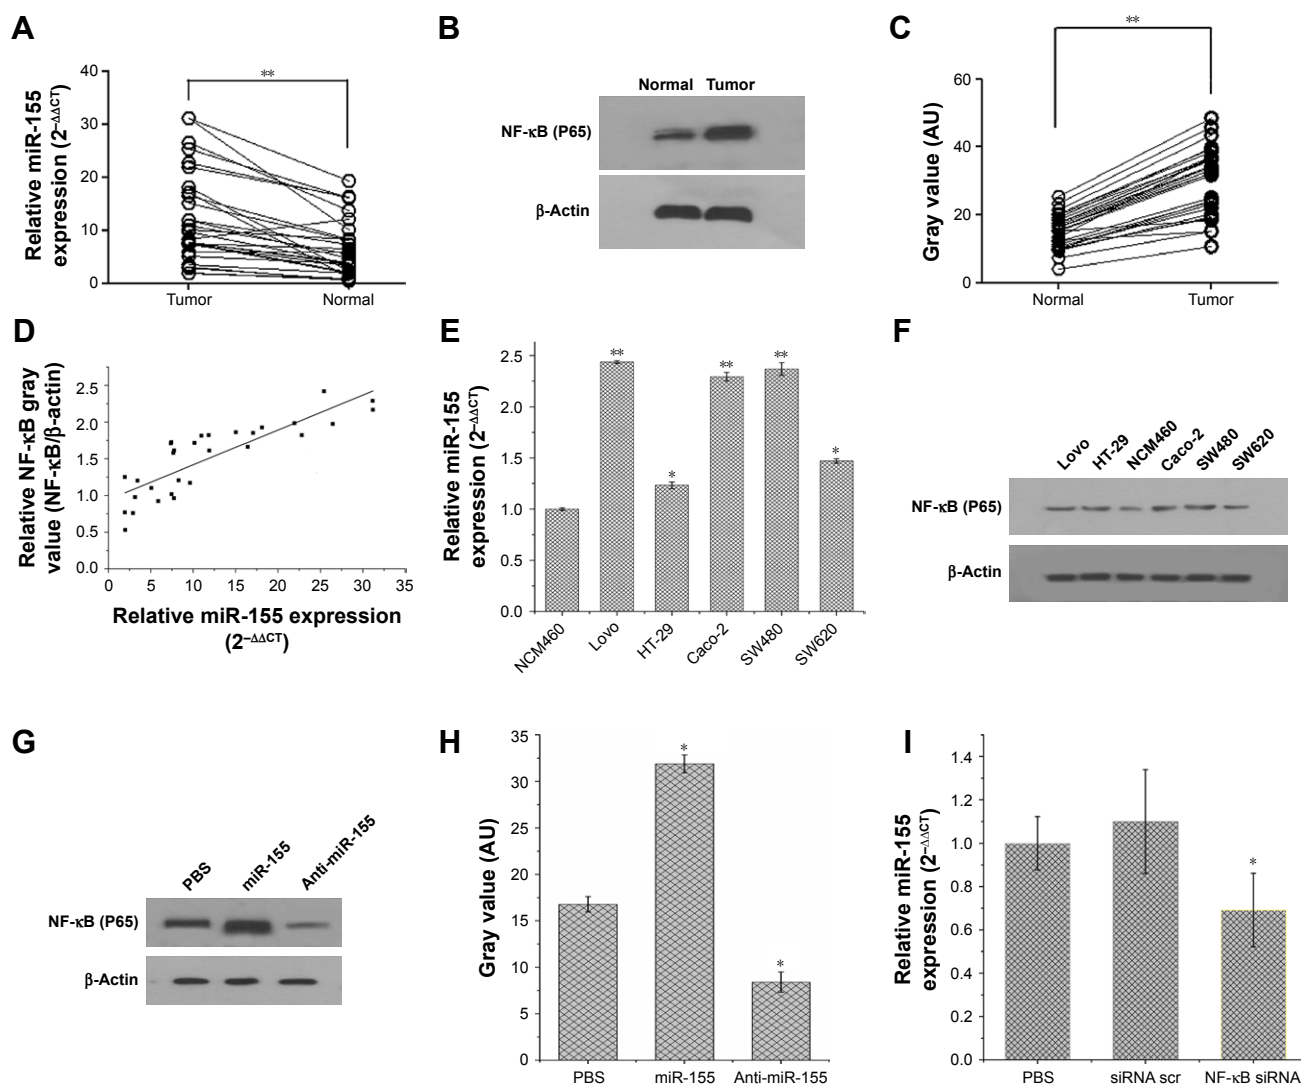 A
Relative miR-155
expression (2−ΔΔCT)
40
30
20
10
0
**
Tumor
Normal
B
Normal Tumor
NF-κB (P65)
β-Actin
C
Gray value (AU)
60
40
20
0
**
Normal
Tumor
D
Relative NF-κB gray
value (NF-κB/β-actin)
2.5
2.0
1.5
1.0
0.5
0.0
0 5 10 15 20 25 30 35
Relative miR-155 expression
(2−ΔΔCT)
E
Relative miR-155
expression (2−ΔΔCT)
2.5
2.0
1.5
1.0
0.5
0.0
** * ** ** *
NCM460 Lovo HT-29 Caco-2 SW480 SW620
F
Lovo HT-29 NCM460 Caco-2 SW480 SW620
NF-κB (P65)
β-Actin
G
PBS miR-155 Anti-miR-155
NF-κB (P65)
β-Actin
H
Gray value (AU)
35
30
25
20
15
10
5
0
* *
PBS miR-155 Anti-miR-155
I
Relative miR-155
expression (2−ΔΔCT)
1.4
1.2
1.0
0.8
0.6
0.4
0.2
0.0
*
PBS siRNA scr NF-κB siRNA